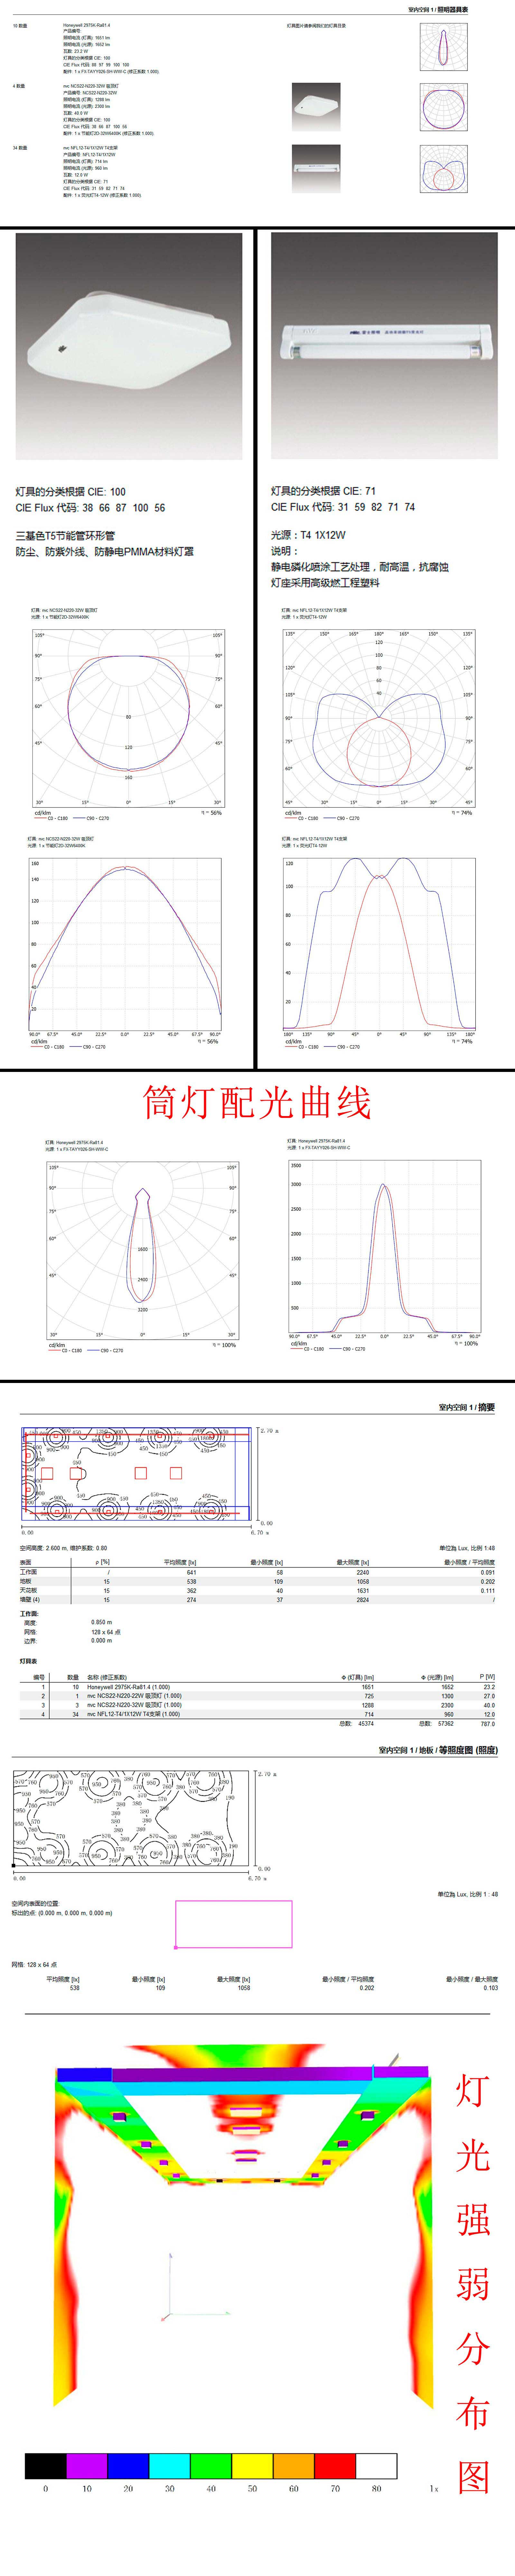 室内空间 1 / 照明器具表
10 数量
Honeywell 2975K-Ra81.4
产品编号:
照明电流 (灯具): 1651 lm
照明电流 (光源): 1652 lm
瓦数: 23.2 W
灯具的分类根据 CIE: 100
CIE Flux 代码: 88 97 99 100 100
配件: 1 x FX-TAYY026-SH-WW-C (修正系数 1.000).
灯具图片请参阅我们的灯具目录.
4 数量
nvc NCS22-N220-32W 吸顶灯
产品编号: NCS22-N220-32W
照明电流 (灯具): 1288 lm
照明电流 (光源): 2300 lm
瓦数: 40.0 W
灯具的分类根据 CIE: 100
CIE Flux 代码: 38 66 87 100 56
配件: 1 x 节能灯2D-32W6400K (修正系数 1.000).
34 数量
nvc NFL12-T4/1X12W T4支架
产品编号: NFL12-T4/1X12W
照明电流 (灯具): 714 lm
照明电流 (光源): 960 lm
瓦数: 12.0 W
灯具的分类根据 CIE: 71
CIE Flux 代码: 31 59 82 71 74
配件: 1 x 荧光灯T4-12W (修正系数 1.000).
灯具的分类根据 CIE: 100
CIE Flux 代码: 38 66 87 100 56
三基色T5节能管环形管
防尘、防紫外线、防静电PMMA材料灯罩
灯具的分类根据 CIE: 71
CIE Flux 代码: 31 59 82 71 74
光源：T4 1X12W
说明：
静电磷化喷涂工艺处理，耐高温，抗腐蚀
灯座采用高级燃工程塑料
灯具: nvc NCS22-N220-32W 吸顶灯
光源: 1 x 节能灯2D-32W6400K
105° 105°
90° 90°
75° 75°
60° 60°
45° 45°
80
120
160
30° 15° 0° 15° 30°
cd/klm η = 56%
C0 - C180 C90 - C270
灯具: nvc NFL12-T4/1X12W T4支架
光源: 1 x 荧光灯T4-12W
135° 150° 165° 180° 165° 150° 135°
120
100
80
60
40
120° 120°
105° 105°
90° 90°
75° 75°
60° 60°
45° 30° 15° 0° 15° 30° 45°
cd/klm η = 74%
C0 - C180 C90 - C270
灯具: nvc NCS22-N220-32W 吸顶灯
光源: 1 x 节能灯2D-32W6400K
160
140
120
100
80
60
40
20
90.0° 67.5° 45.0° 22.5° 0.0° 22.5° 45.0° 67.5° 90.0°
cd/klm η = 56%
C0 - C180 C90 - C270
灯具: nvc NFL12-T4/1X12W T4支架
光源: 1 x 荧光灯T4-12W
120
100
80
60
40
20
180° 135° 90° 45° 0° 45° 90° 135° 180°
cd/klm η = 74%
C0 - C180 C90 - C270
筒灯配光曲线
灯具: Honeywell 2975K-Ra81.4
光源: 1 x FX-TAYY026-SH-WW-C
105° 105°
90° 90°
75° 75°
60° 60°
45° 45°
1600
2400
3200
30° 15° 0° 15° 30°
cd/klm η = 100%
C0 - C180 C90 - C270
灯具: Honeywell 2975K-Ra81.4
光源: 1 x FX-TAYY026-SH-WW-C
3500
3000
2500
2000
1500
1000
500
90.0° 67.5° 45.0° 22.5° 0.0° 22.5° 45.0° 67.5° 90.0°
cd/klm η = 100%
C0 - C180 C90 - C270
室内空间 1 / 摘要
2.70 m
0.00
0.00 6.70 m
空间高度: 2.600 m, 维护系数: 0.80 单位為 Lux, 比例 1:48
表面 ρ [%] 平均照度 [lx] 最小照度 [lx] 最大照度 [lx] 最小照度 / 平均照度
工作面 / 641 58 2240 0.091
地板 15 538 109 1058 0.202
天花板 15 362 40 1631 0.111
墙壁 (4) 15 274 37 2824 /
工作面:
高度: 0.850 m
网格: 128 x 64 点
边界: 0.000 m
灯具表
编号 数量 名称 (修正系数) Φ (灯具) [lm] Φ (光源) [lm] P [W]
1 10 Honeywell 2975K-Ra81.4 (1.000) 1651 1652 23.2
2 1 nvc NCS22-N220-22W 吸顶灯 (1.000) 725 1300 27.0
3 3 nvc NCS22-N220-32W 吸顶灯 (1.000) 1288 2300 40.0
4 34 nvc NFL12-T4/1X12W T4支架 (1.000) 714 960 12.0
总数: 45374 总数: 57362 787.0
室内空间 1 / 地板 / 等照度图 (照度)
2.70 m
0.00
0.00 6.70 m
单位為 Lux, 比例 1 : 48
空间内表面的位置:
标出的点: (0.000 m, 0.000 m, 0.000 m)
网格: 128 x 64 点
平均照度 [lx] 最小照度 [lx] 最大照度 [lx] 最小照度 / 平均照度 最小照度 / 最大照度
538 109 1058 0.202 0.103
灯
光
强
弱
分
布
图
0 10 20 30 40 50 60 70 80 lx